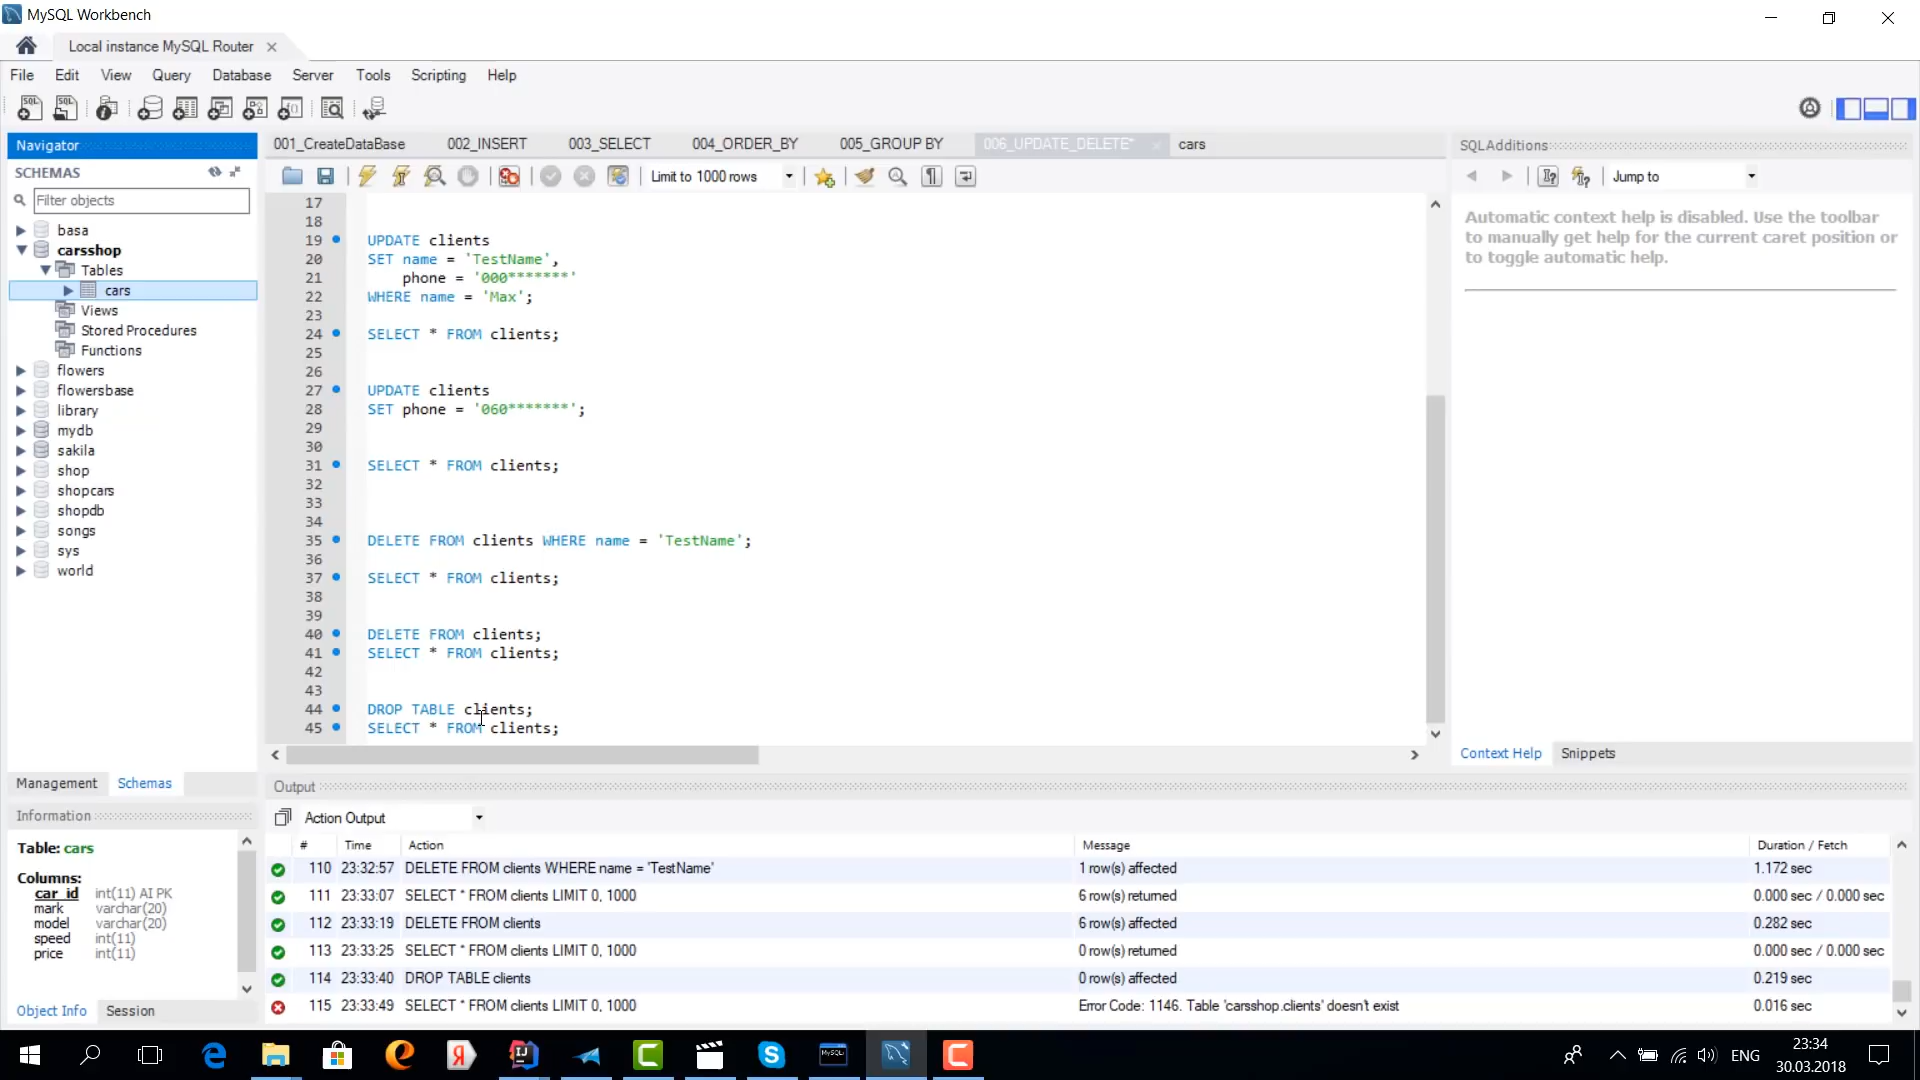 MySQL Workbench
Local instance MySQL Router
File Edit View Query Database Server Tools Scripting Help
Navigator
SCHEMAS
Filter objects
basa
carsshop
Tables
cars
Views
Stored Procedures
Functions
flowers
flowersbase
library
mydb
sakila
shop
shopcars
shopdb
songs
sys
world
Management Schemas
Information
Table: cars
Columns:
car_id int(11) AI PK
mark varchar(20)
model varchar(20)
speed int(11)
price int(11)
Object Info Session
001_CreateDataBase 002_INSERT 003_SELECT 004_ORDER_BY 005_GROUP BY 006_UPDATE_DELETE* cars
Limit to 1000 rows
17
18
19 UPDATE clients
20 SET name = 'TestName',
21 phone = '000*******'
22 WHERE name = 'Max';
23
24 SELECT * FROM clients;
25
26
27 UPDATE clients
28 SET phone = '060*******';
29
30
31 SELECT * FROM clients;
32
33
34
35 DELETE FROM clients WHERE name = 'TestName';
36
37 SELECT * FROM clients;
38
39
40 DELETE FROM clients;
41 SELECT * FROM clients;
42
43
44 DROP TABLE clients;
45 SELECT * FROM clients;
SQLAdditions
Jump to
Automatic context help is disabled. Use the toolbar
to manually get help for the current caret position or
to toggle automatic help.
Context Help Snippets
Output
Action Output
# Time Action Message Duration / Fetch
110 23:32:57 DELETE FROM clients WHERE name = 'TestName' 1 row(s) affected 1.172 sec
111 23:33:07 SELECT * FROM clients LIMIT 0, 1000 6 row(s) returned 0.000 sec / 0.000 sec
112 23:33:19 DELETE FROM clients 6 row(s) affected 0.282 sec
113 23:33:25 SELECT * FROM clients LIMIT 0, 1000 0 row(s) returned 0.000 sec / 0.000 sec
114 23:33:40 DROP TABLE clients 0 row(s) affected 0.219 sec
115 23:33:49 SELECT * FROM clients LIMIT 0, 1000 Error Code: 1146. Table 'carsshop.clients' doesn't exist 0.016 sec
ENG
23:34
30.03.2018